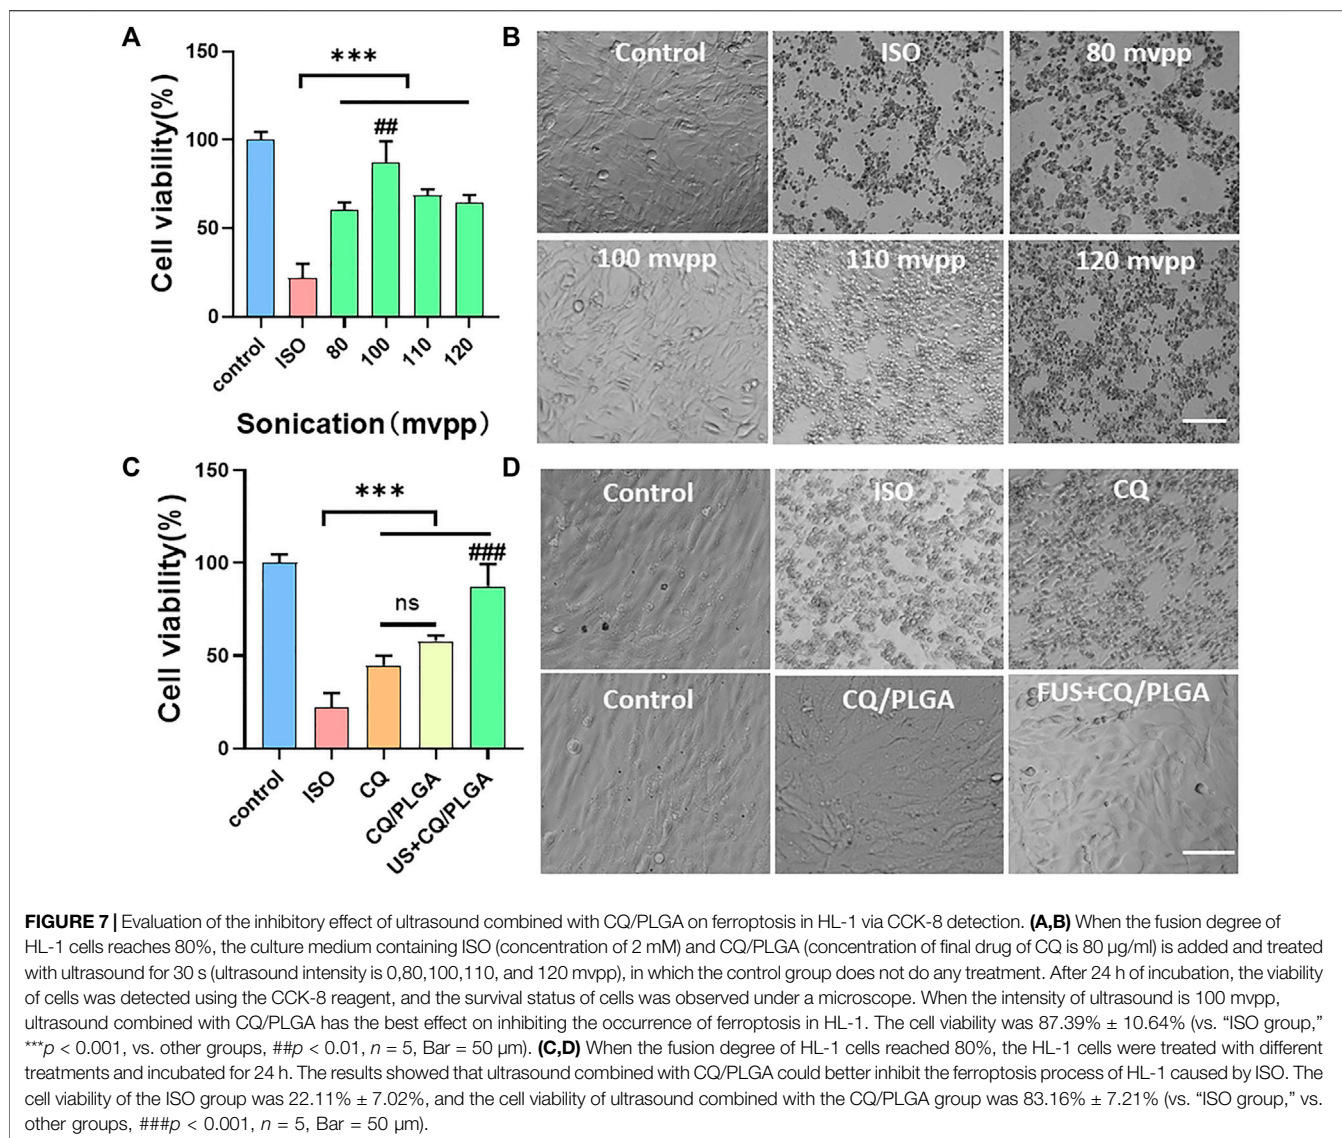 A
150
100
50
0
Cell viability(%)
***
##
control
ISO
80
100
110
120
Sonication(mvpp)
B
Control
ISO
80 mvpp
100 mvpp
110 mvpp
120 mvpp
C
150
100
50
0
Cell viability(%)
***
###
ns
control
ISO
CQ
CQ/PLGA
US+CQ/PLGA
D
Control
ISO
CQ
Control
CQ/PLGA
FUS+CQ/PLGA
FIGURE 7 | Evaluation of the inhibitory effect of ultrasound combined with CQ/PLGA on ferroptosis in HL-1 via CCK-8 detection. (A,B) When the fusion degree of
HL-1 cells reaches 80%, the culture medium containing ISO (concentration of 2 mM) and CQ/PLGA (concentration of final drug of CQ is 80 μg/ml) is added and treated
with ultrasound for 30 s (ultrasound intensity is 0,80,100,110, and 120 mvpp), in which the control group does not do any treatment. After 24 h of incubation, the viability
of cells was detected using the CCK-8 reagent, and the survival status of cells was observed under a microscope. When the intensity of ultrasound is 100 mvpp,
ultrasound combined with CQ/PLGA has the best effect on inhibiting the occurrence of ferroptosis in HL-1. The cell viability was 87.39% ± 10.64% (vs. “ISO group,”
***p < 0.001, vs. other groups, ##p < 0.01, n = 5, Bar = 50 μm). (C,D) When the fusion degree of HL-1 cells reached 80%, the HL-1 cells were treated with different
treatments and incubated for 24 h. The results showed that ultrasound combined with CQ/PLGA could better inhibit the ferroptosis process of HL-1 caused by ISO. The
cell viability of the ISO group was 22.11% ± 7.02%, and the cell viability of ultrasound combined with the CQ/PLGA group was 83.16% ± 7.21% (vs. “ISO group,” vs.
other groups, ###p < 0.001, n = 5, Bar = 50 μm).